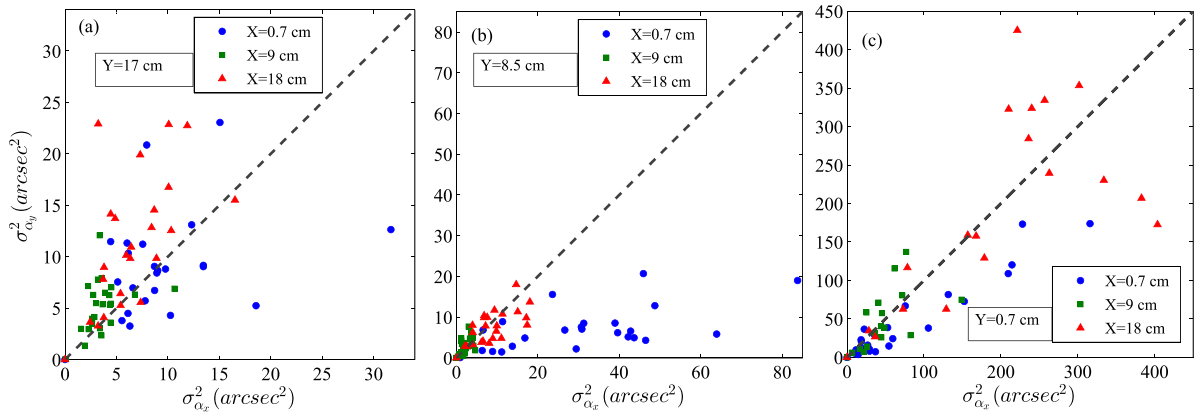 (a)
Y=17 cm
X=0.7 cm
X=9 cm
X=18 cm
30
25
20
15
10
5
0
0 5 10 15 20 25 30
σ²αy (arcsec²)
σ²αx (arcsec²)
(b)
Y=8.5 cm
X=0.7 cm
X=9 cm
X=18 cm
80
70
60
50
40
30
20
10
0
0 20 40 60 80
σ²αx (arcsec²)
(c)
X=0.7 cm
X=9 cm
X=18 cm
Y=0.7 cm
450
400
350
300
250
200
150
100
50
0
0 100 200 300 400
σ²αx (arcsec²)